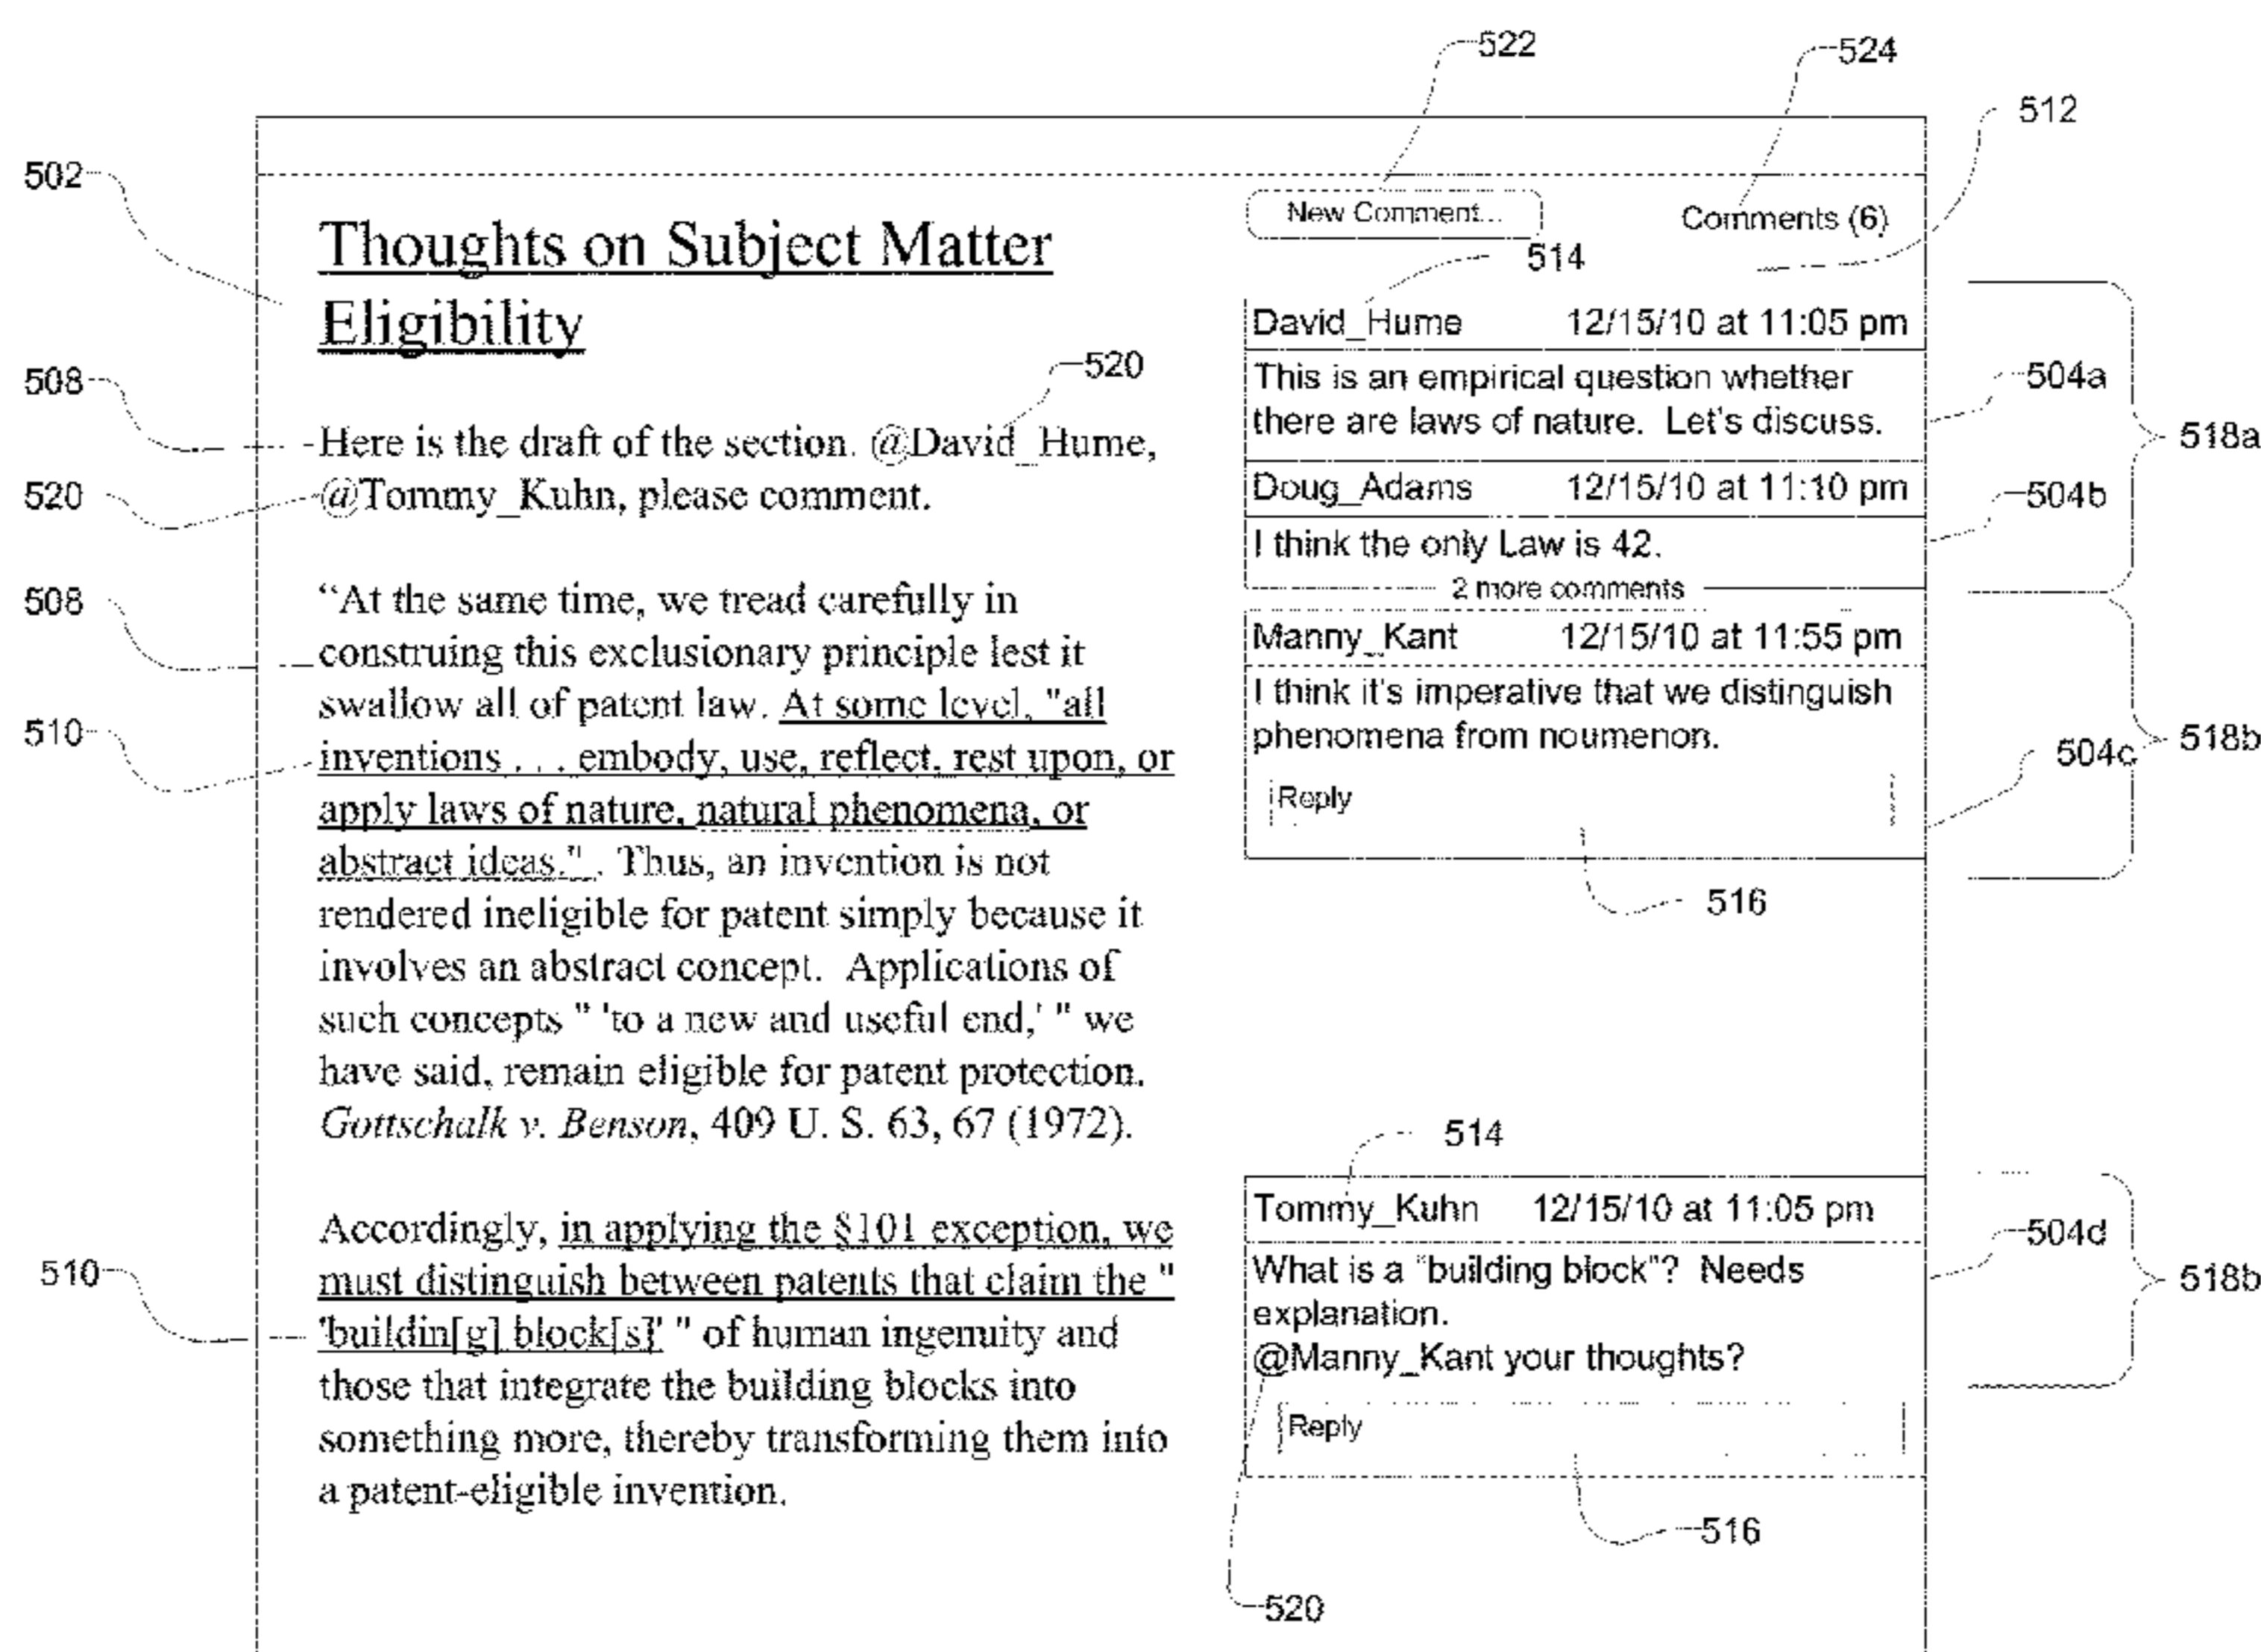 522
524
512
502
New Comment...
Comments (6)
Thoughts on Subject Matter
Eligibility
514
David_Hume 12/15/10 at 11:05 pm
This is an empirical question whether
there are laws of nature. Let's discuss.
504a
518a
508
520
Here is the draft of the section. @David_Hume,
@Tommy_Kuhn, please comment.
520
Doug_Adams 12/15/10 at 11:10 pm
I think the only Law is 42.
504b
2 more comments
508
"At the same time, we tread carefully in
construing this exclusionary principle lest it
swallow all of patent law. At some level, "all
inventions . . . embody, use, reflect, rest upon, or
apply laws of nature, natural phenomena, or
abstract ideas." . Thus, an invention is not
rendered ineligible for patent simply because it
involves an abstract concept. Applications of
such concepts " 'to a new and useful end,' " we
have said, remain eligible for patent protection.
Gottschalk v. Benson, 409 U. S. 63, 67 (1972).
510
Manny_Kant 12/15/10 at 11:55 pm
I think it's imperative that we distinguish
phenomena from noumenon.
Reply
504c
518b
516
Accordingly, in applying the §101 exception, we
must distinguish between patents that claim the "
'buildin[g] block[s]' " of human ingenuity and
those that integrate the building blocks into
something more, thereby transforming them into
a patent-eligible invention.
510
514
Tommy_Kuhn 12/15/10 at 11:05 pm
What is a "building block"? Needs
explanation.
@Manny_Kant your thoughts?
Reply
504d
518b
516
520